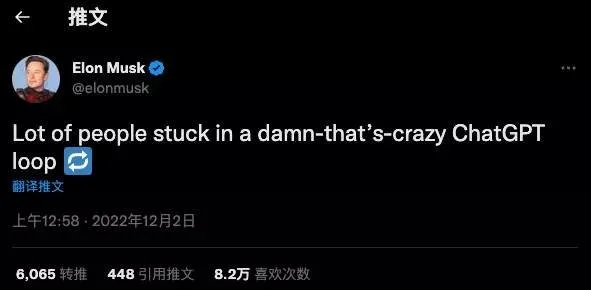 推文
Elon Musk
@elonmusk
Lot of people stuck in a damn-that’s-crazy ChatGPT
loop 🔁
翻译推文
上午12:58 · 2022年12月2日
6,065 转推 448 引用推文 8.2万 喜欢次数